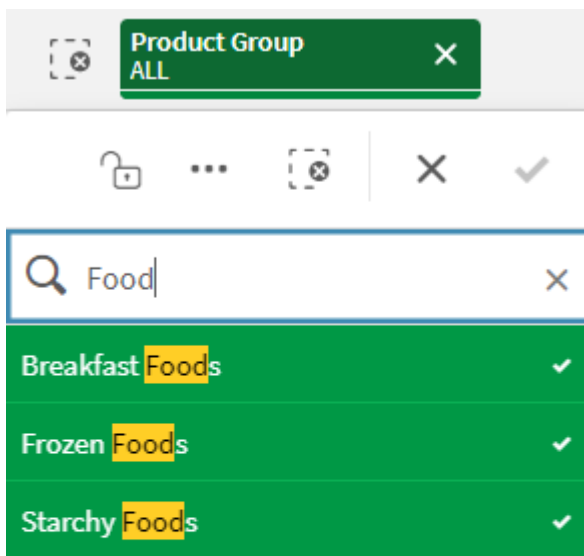 Product Group
ALL
Food
Breakfast Foods
Frozen Foods
Starchy Foods